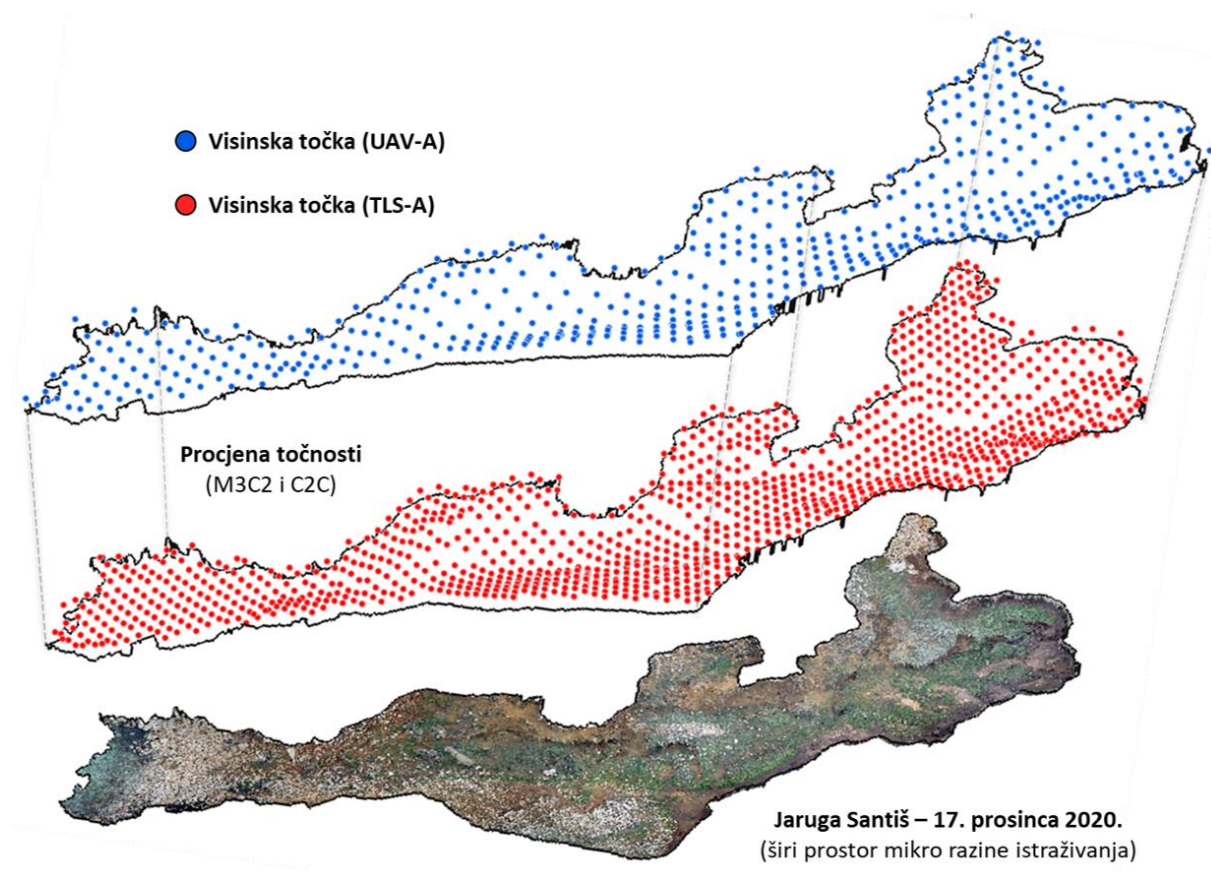 Visinska točka (UAV-A)
Visinska točka (TLS-A)
Procjena točnosti
(M3C2 i C2C)
Jaruga Santiš – 17. prosinca 2020.
(širi prostor mikro razine istraživanja)